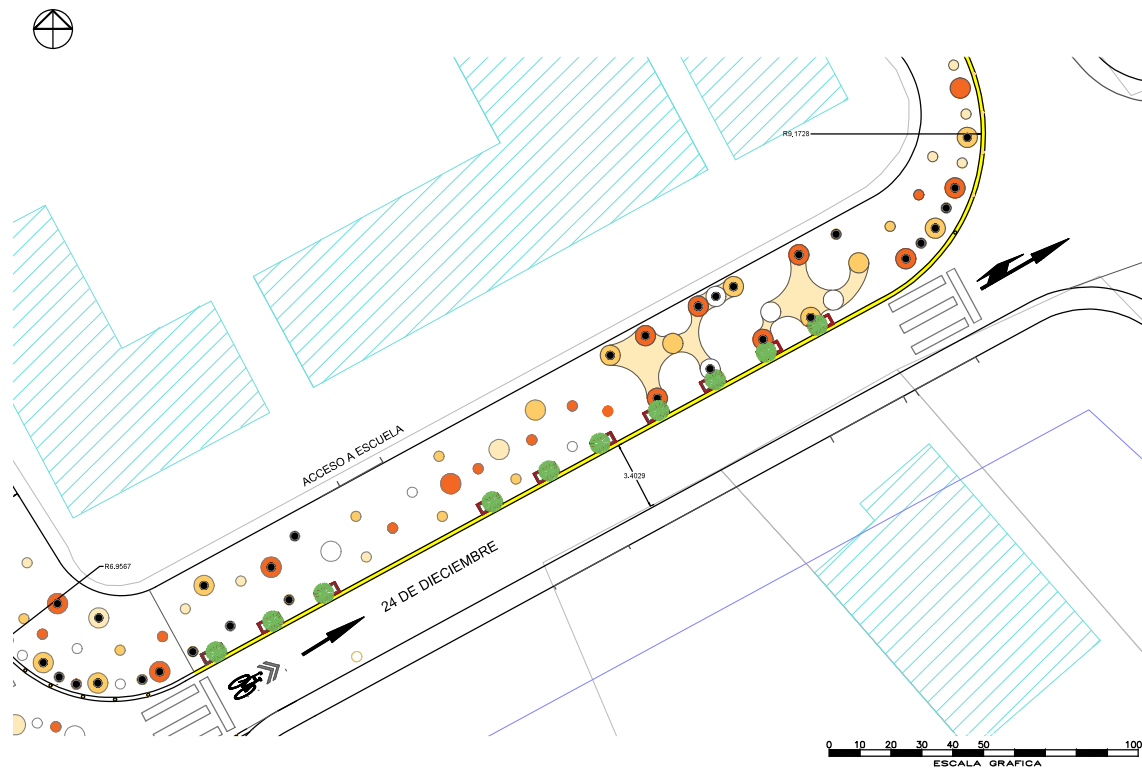 R9,1728
ACCESO A ESCUELA
3.4029
24 DE DIECIEMBRE
R6.9567
0 10 20 30 40 50 100
ESCALA GRAFICA